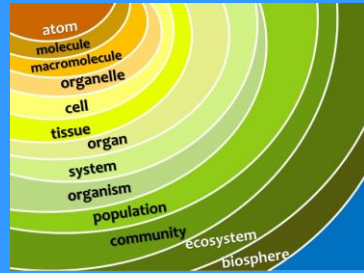 atom
molecule
macromolecule
organelle
cell
tissue
organ
system
organism
population
community
ecosystem
biosphere